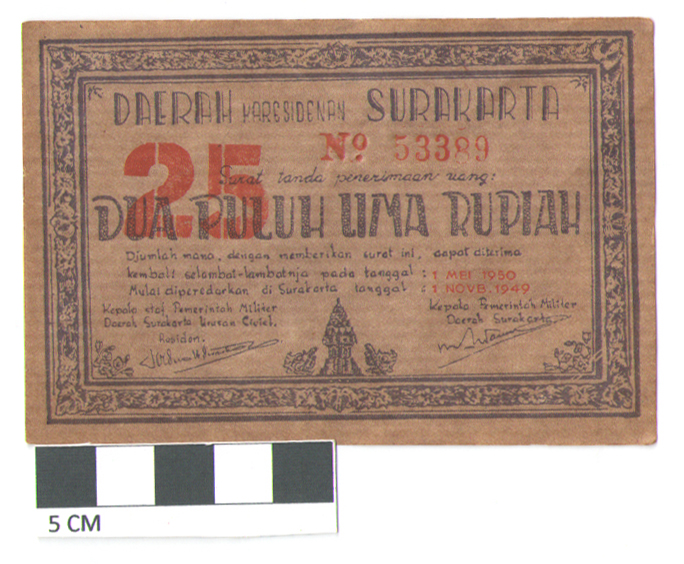 DAERAH KARESIDENAN SURAKARTA
No 53389
25
Surat tanda penerimaan uang:
DUA PULUH LIMA RUPIAH
Djumlah mana, dengan memberikan surat ini, dapat diterima
kembali selambat-lambatnja pada tanggal : 1 MEI 1950
Mulai diperedarkan di Surakarta tanggal : 1 NOVB. 1949
Kepala staf Pemerintah Militer
Daerah Surakarta Urusan Civiel.
Residen.
Kepala Pemerintah Militer
Daerah Surakarta.
5 CM